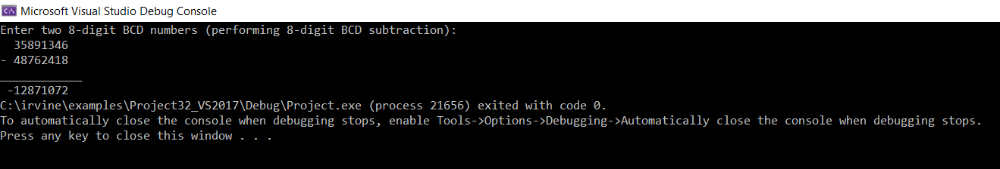 Microsoft Visual Studio Debug Console
Enter two 8-digit BCD numbers (performing 8-digit BCD subtraction):
  35891346
- 48762418
____________
 -12871072
C:\irvine\examples\Project32_VS2017\Debug\Project.exe (process 21656) exited with code 0.
To automatically close the console when debugging stops, enable Tools->Options->Debugging->Automatically close the console when debugging stops.
Press any key to close this window . . .